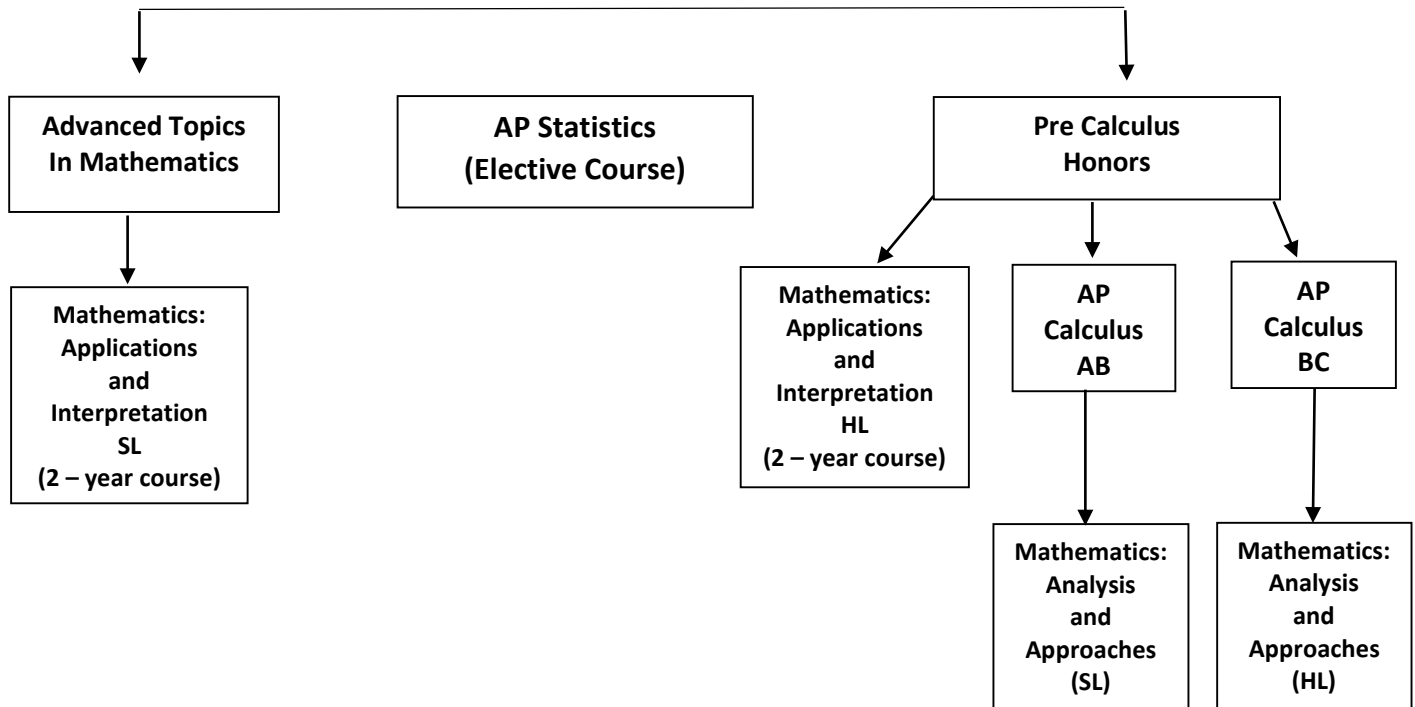 Advanced Topics
In Mathematics
AP Statistics
(Elective Course)
Pre Calculus
Honors
Mathematics:
Applications
and
Interpretation
SL
(2 – year course)
Mathematics:
Applications
and
Interpretation
HL
(2 – year course)
AP
Calculus
AB
AP
Calculus
BC
Mathematics:
Analysis
and
Approaches
(SL)
Mathematics:
Analysis
and
Approaches
(HL)